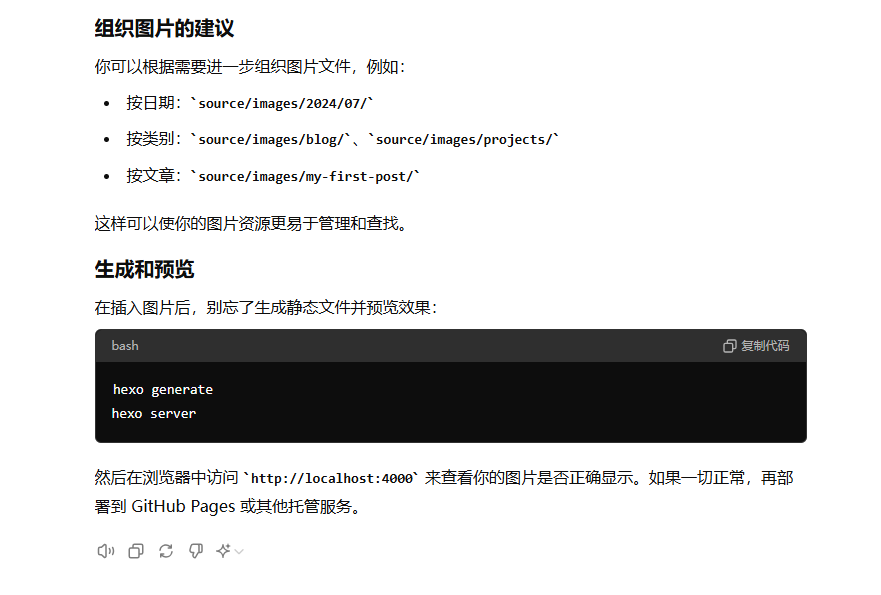 组织图片的建议
你可以根据需要进一步组织图片文件，例如：
• 按日期：`source/images/2024/07/`
• 按类别：`source/images/blog/`、`source/images/projects/`
• 按文章：`source/images/my-first-post/`
这样可以使你的图片资源更易于管理和查找。
生成和预览
在插入图片后，别忘了生成静态文件并预览效果：
bash 复制代码
hexo generate
hexo server
然后在浏览器中访问 `http://localhost:4000` 来查看你的图片是否正确显示。如果一切正常，再部
署到 GitHub Pages 或其他托管服务。